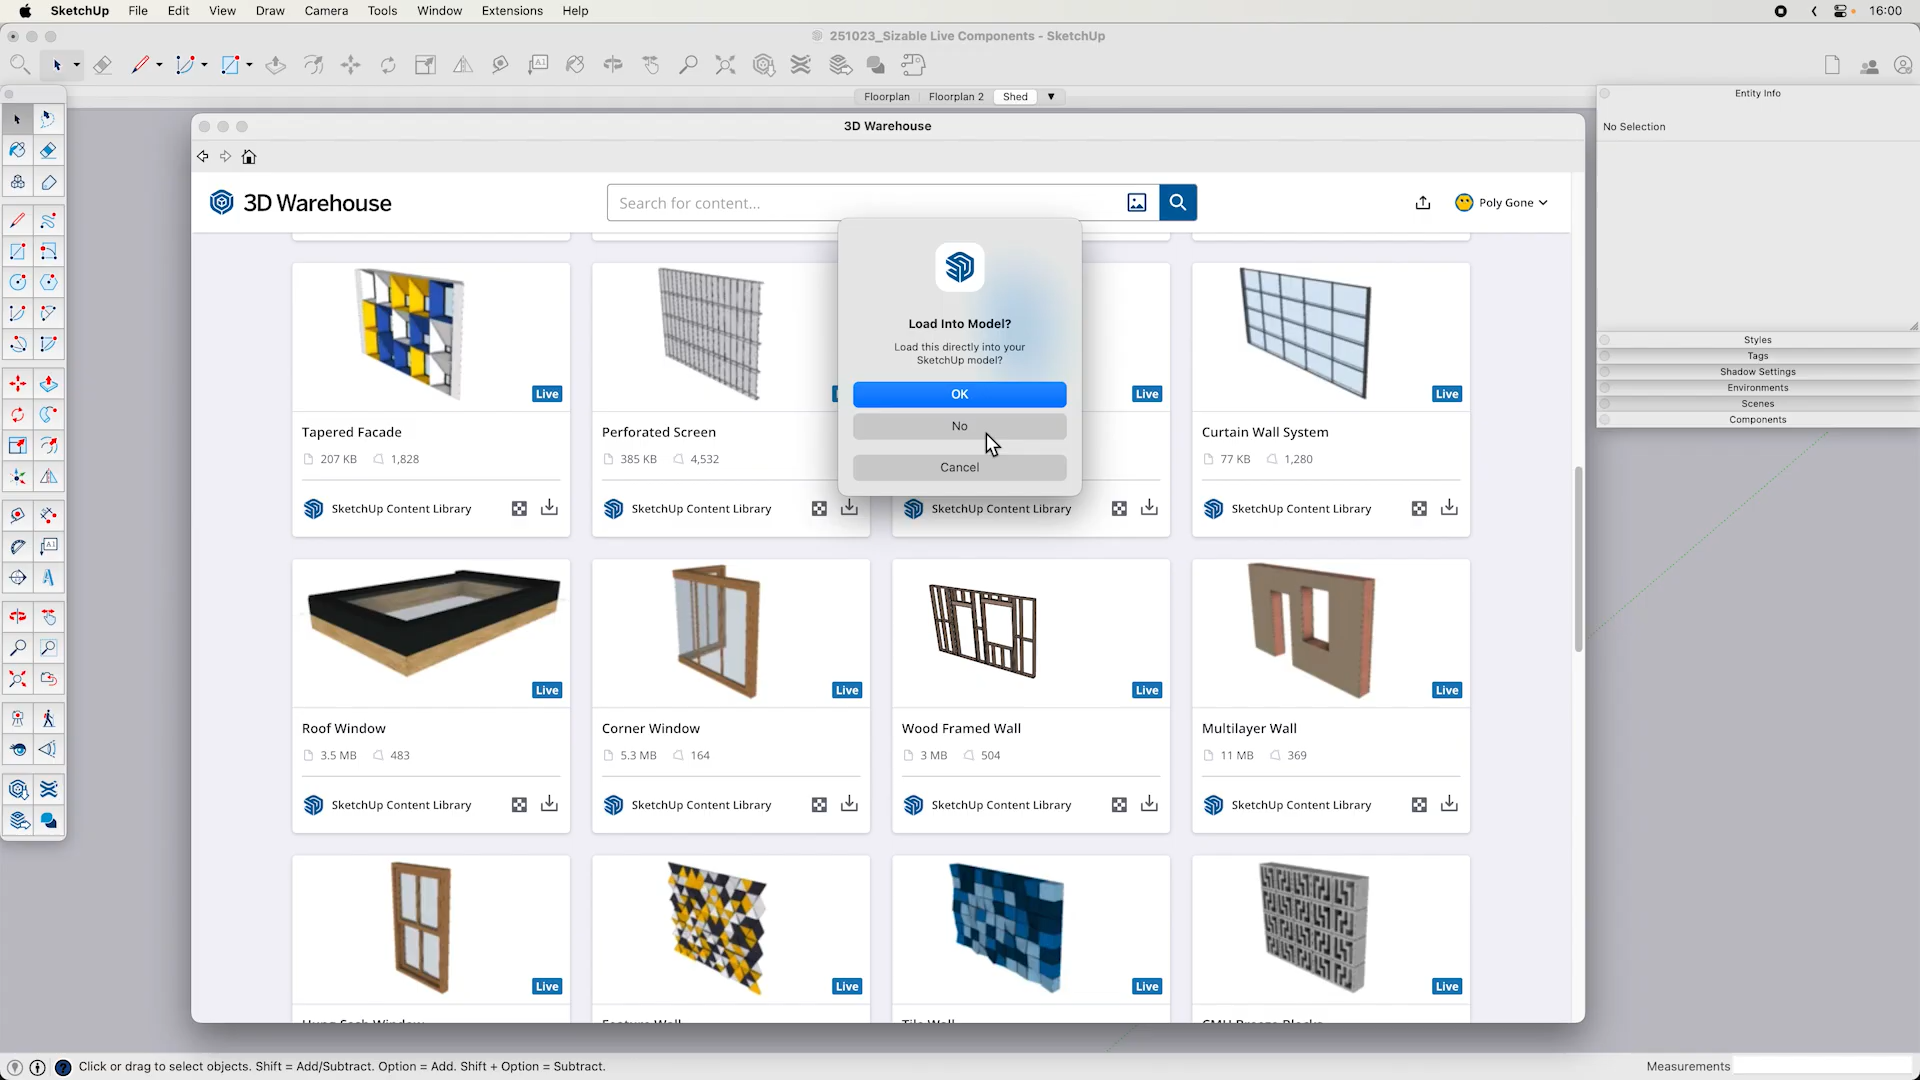 SketchUp File Edit View Draw Camera Tools Window Extensions Help 16:00
251023_Sizable Live Components - SketchUp
Floorplan Floorplan 2 Shed
Entity Info
No Selection
Styles
Tags
Shadow Settings
Environments
Scenes
Components
3D Warehouse
3D Warehouse Search for content... Poly Gone
Load Into Model?
Load this directly into your
SketchUp model?
OK
No
Cancel
Live Live Live
Tapered Facade Perforated Screen Curtain Wall System
207 KB 1,828 385 KB 4,532 77 KB 1,280
SketchUp Content Library SketchUp Content Library SketchUp Content Library SketchUp Content Library
Live Live Live Live
Roof Window Corner Window Wood Framed Wall Multilayer Wall
3.5 MB 483 5.3 MB 164 3 MB 504 11 MB 369
SketchUp Content Library SketchUp Content Library SketchUp Content Library SketchUp Content Library
Live Live Live Live
Click or drag to select objects. Shift = Add/Subtract. Option = Add. Shift + Option = Subtract. Measurements